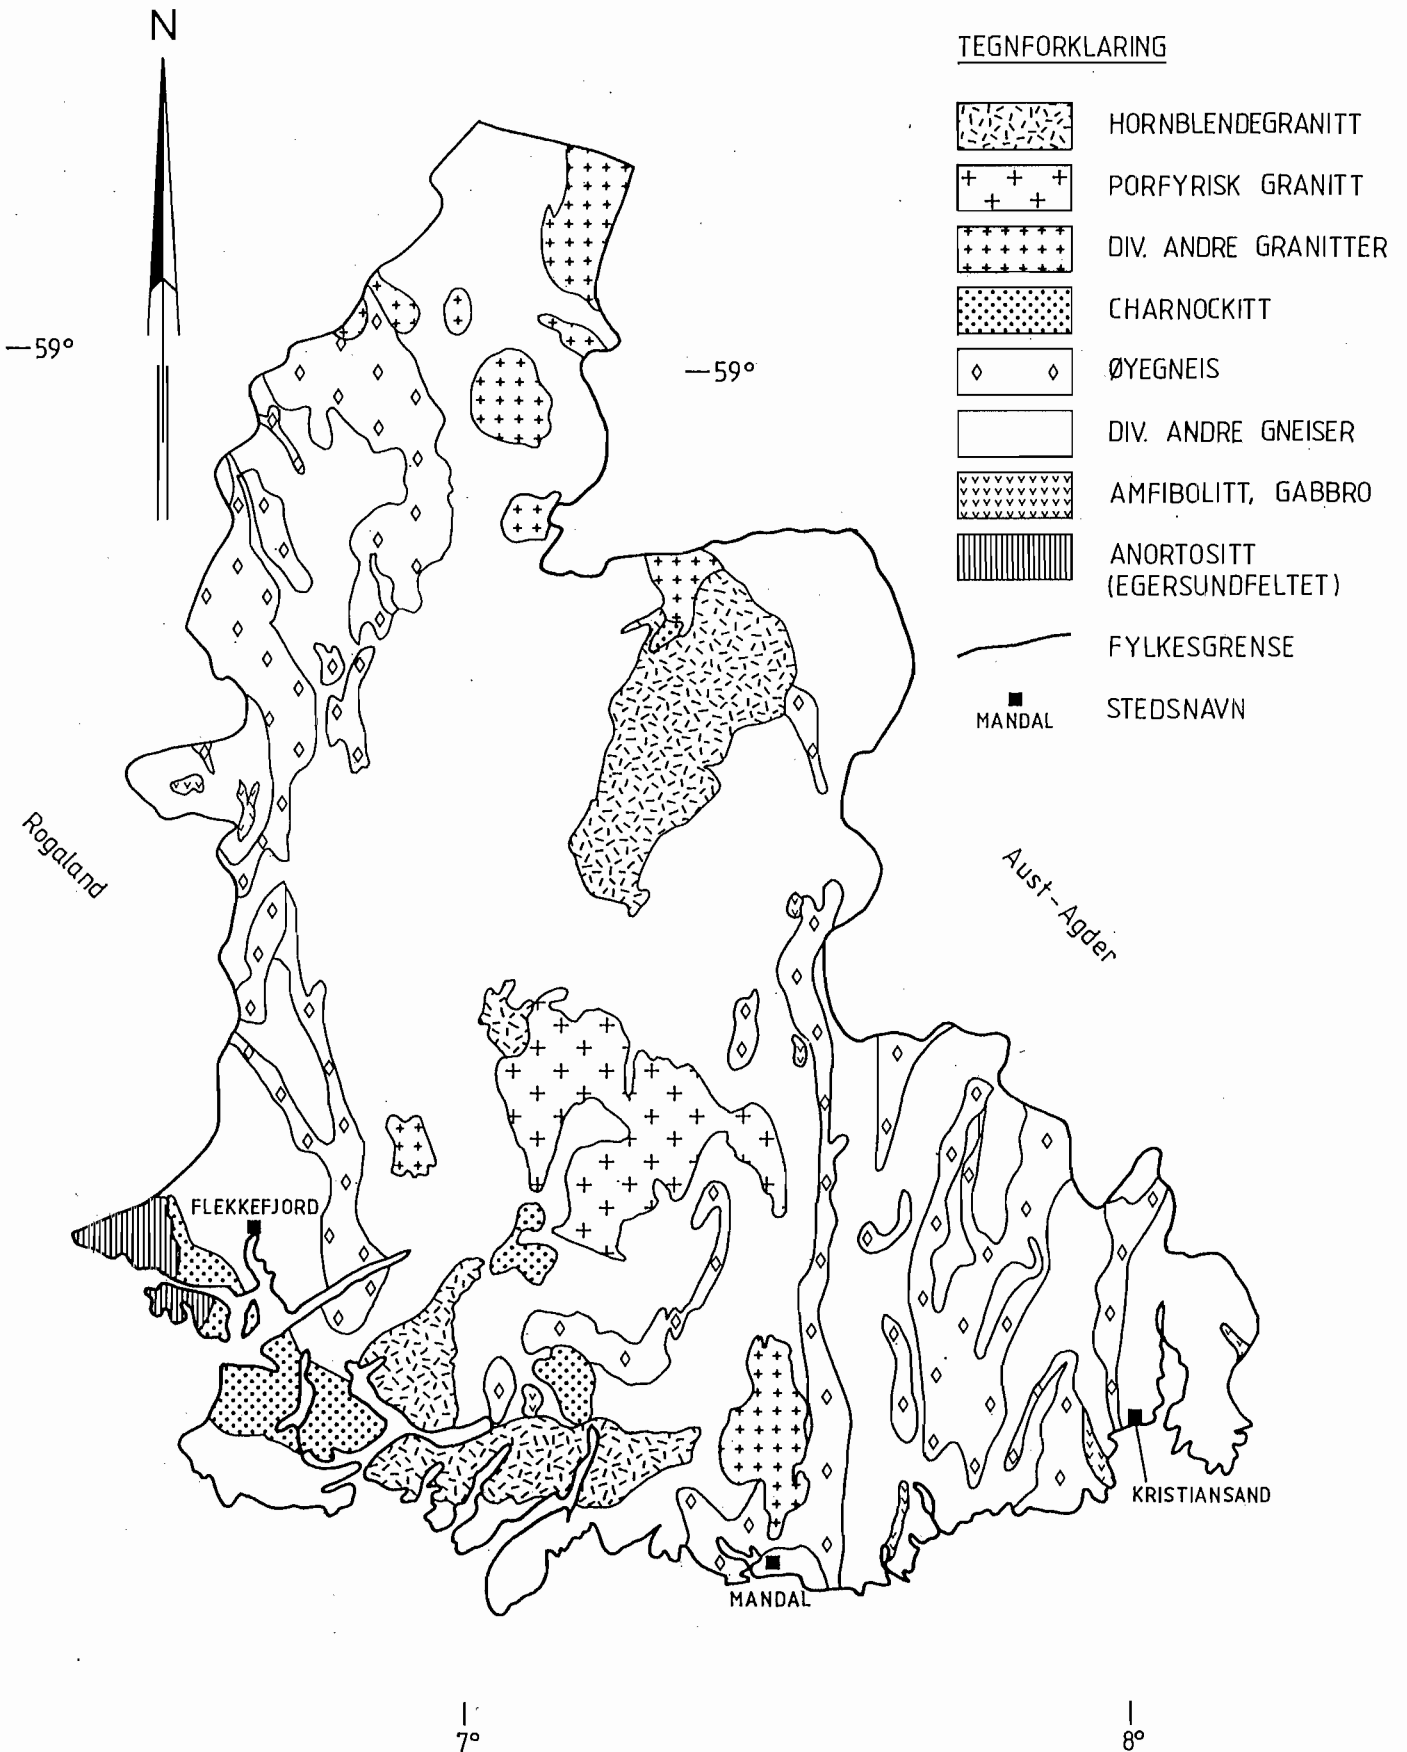 N
TEGNFORKLARING
HORNBLENDEGRANITT
PORFYRISK GRANITT
DIV. ANDRE GRANITTER
CHARNOCKITT
ØYEGNEIS
DIV. ANDRE GNEISER
AMFIBOLITT, GABBRO
ANORTOSITT
(EGERSUNDFELTET)
FYLKESGRENSE
MANDAL
STEDSNAVN
59°
59°
Rogaland
Aust-Agder
FLEKKEFJORD
KRISTIANSAND
MANDAL
7°
8°